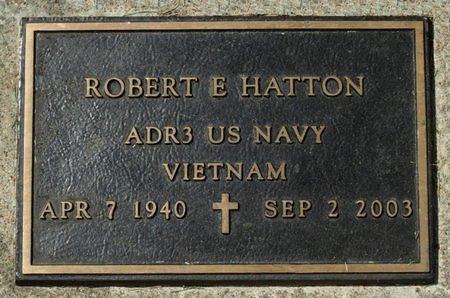 ROBERT E HATTON
ADR3 US NAVY
VIETNAM
APR 7 1940 SEP 2 2003